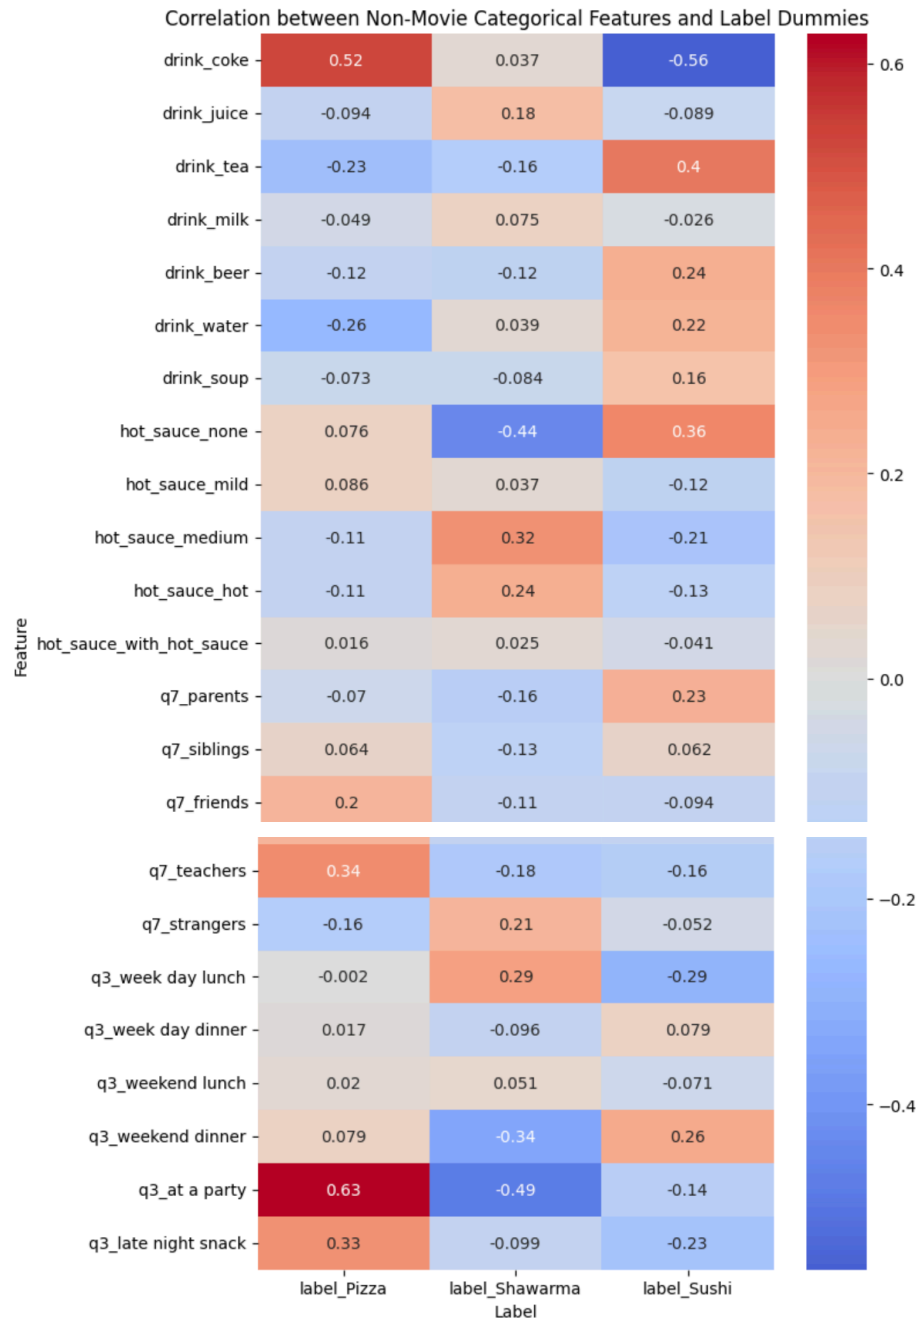 Correlation between Non-Movie Categorical Features and Label Dummies
drink_coke 0.52 0.037 -0.56
drink_juice -0.094 0.18 -0.089
drink_tea -0.23 -0.16 0.4
drink_milk -0.049 0.075 -0.026
drink_beer -0.12 -0.12 0.24
drink_water -0.26 0.039 0.22
drink_soup -0.073 -0.084 0.16
hot_sauce_none 0.076 -0.44 0.36
hot_sauce_mild 0.086 0.037 -0.12
hot_sauce_medium -0.11 0.32 -0.21
hot_sauce_hot -0.11 0.24 -0.13
hot_sauce_with_hot_sauce 0.016 0.025 -0.041
q7_parents -0.07 -0.16 0.23
q7_siblings 0.064 -0.13 0.062
q7_friends 0.2 -0.11 -0.094
q7_teachers 0.34 -0.18 -0.16
q7_strangers -0.16 0.21 -0.052
q3_week day lunch -0.002 0.29 -0.29
q3_week day dinner 0.017 -0.096 0.079
q3_weekend lunch 0.02 0.051 -0.071
q3_weekend dinner 0.079 -0.34 0.26
q3_at a party 0.63 -0.49 -0.14
q3_late night snack 0.33 -0.099 -0.23
label_Pizza label_Shawarma label_Sushi
Label
Feature
0.6
0.4
0.2
0.0
−0.2
−0.4